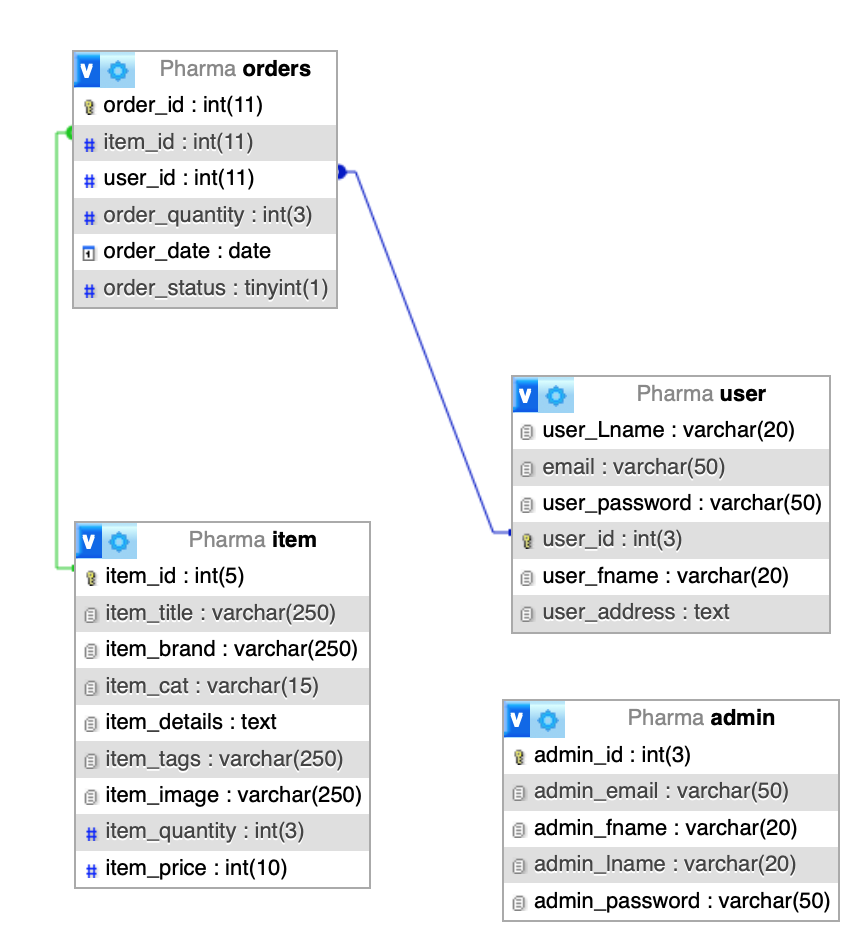 v Pharma orders
order_id : int(11)
item_id : int(11)
user_id : int(11)
order_quantity : int(3)
order_date : date
order_status : tinyint(1)
v Pharma user
user_Lname : varchar(20)
email : varchar(50)
user_password : varchar(50)
user_id : int(3)
user_fname : varchar(20)
user_address : text
v Pharma item
item_id : int(5)
item_title : varchar(250)
item_brand : varchar(250)
item_cat : varchar(15)
item_details : text
item_tags : varchar(250)
item_image : varchar(250)
# item_quantity : int(3)
# item_price : int(10)
v Pharma admin
admin_id : int(3)
admin_email : varchar(50)
admin_fname : varchar(20)
admin_lname : varchar(20)
admin_password : varchar(50)